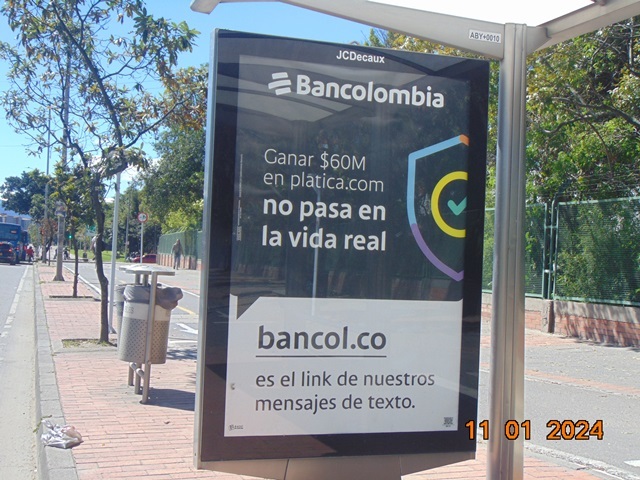 ABY+0010
JCDecaux
Bancolombia
Ganar $60M
en platica.com
no pasa en
la vida real
bancol.co
es el link de nuestros
mensajes de texto.
11 01 2024